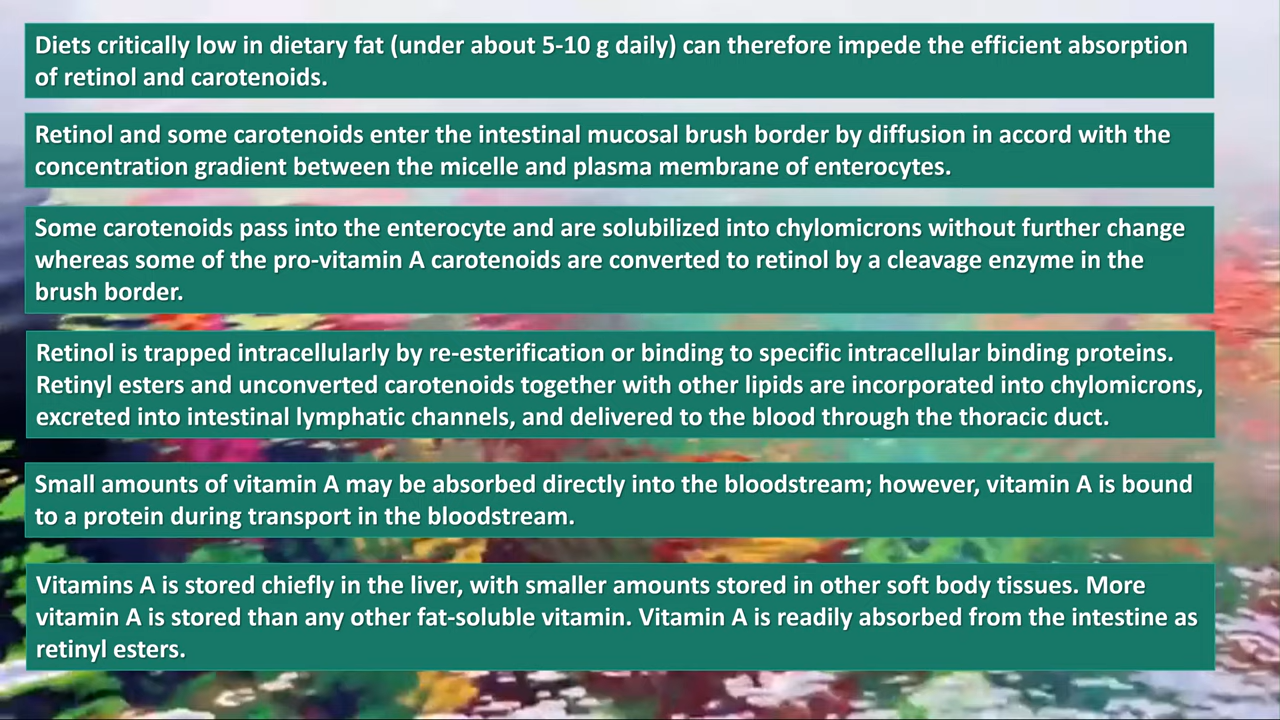 Diets critically low in dietary fat (under about 5-10 g daily) can therefore impede the efficient absorption
of retinol and carotenoids.
Retinol and some carotenoids enter the intestinal mucosal brush border by diffusion in accord with the
concentration gradient between the micelle and plasma membrane of enterocytes.
Some carotenoids pass into the enterocyte and are solubilized into chylomicrons without further change
whereas some of the pro-vitamin A carotenoids are converted to retinol by a cleavage enzyme in the
brush border.
Retinol is trapped intracellularly by re-esterification or binding to specific intracellular binding proteins.
Retinyl esters and unconverted carotenoids together with other lipids are incorporated into chylomicrons,
excreted into intestinal lymphatic channels, and delivered to the blood through the thoracic duct.
Small amounts of vitamin A may be absorbed directly into the bloodstream; however, vitamin A is bound
to a protein during transport in the bloodstream.
Vitamins A is stored chiefly in the liver, with smaller amounts stored in other soft body tissues. More
vitamin A is stored than any other fat-soluble vitamin. Vitamin A is readily absorbed from the intestine as
retinyl esters.